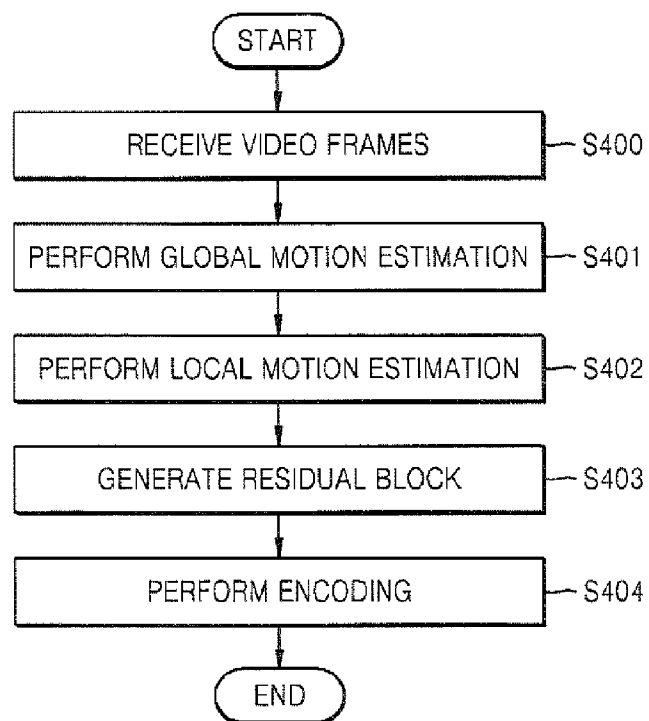 START
RECEIVE VIDEO FRAMES S400
PERFORM GLOBAL MOTION ESTIMATION S401
PERFORM LOCAL MOTION ESTIMATION S402
GENERATE RESIDUAL BLOCK S403
PERFORM ENCODING S404
END